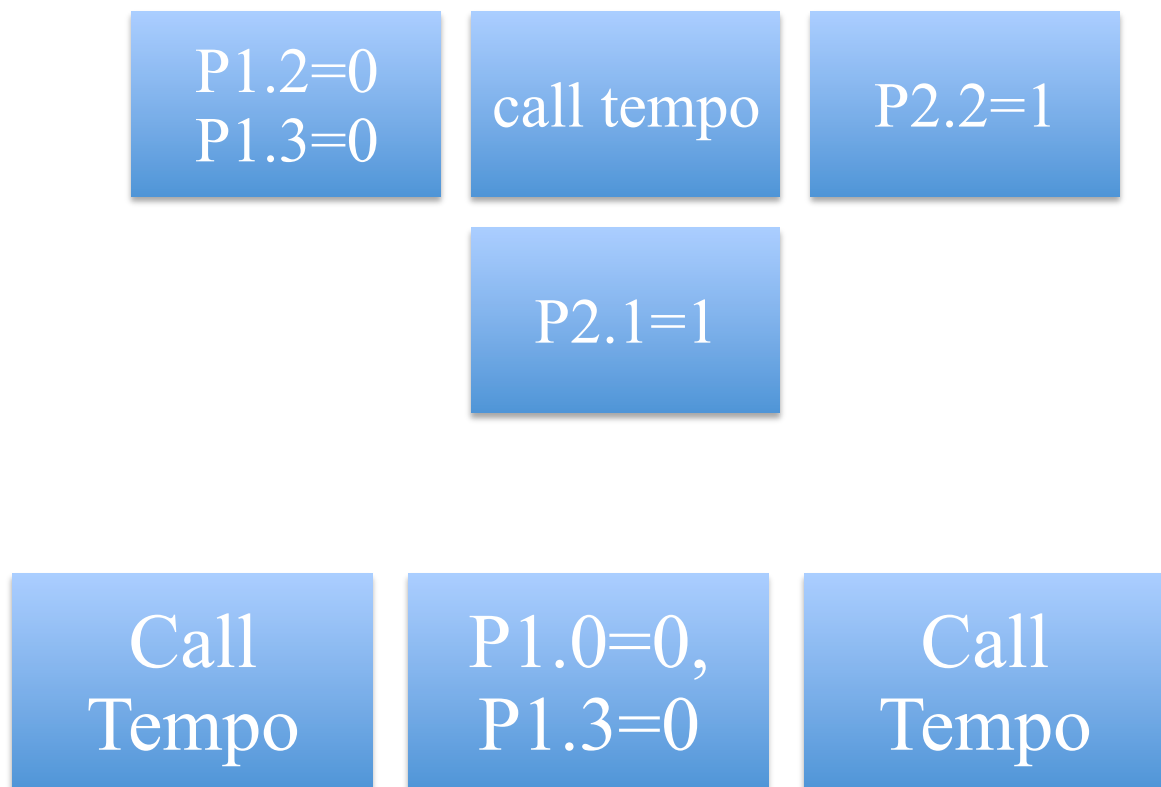 P1.2=0
P1.3=0
call tempo
P2.2=1
P2.1=1
Call
Tempo
P1.0=0,
P1.3=0
Call
Tempo